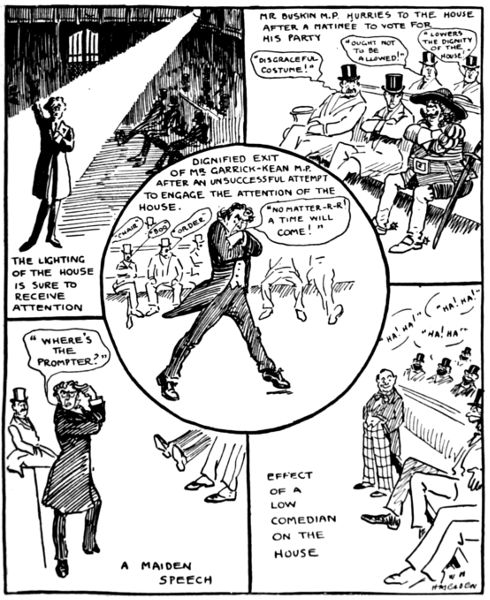 THE LIGHTING
OF THE HOUSE
IS SURE TO
RECEIVE
ATTENTION
MR BUSKIN M.P. HURRIES TO THE HOUSE
AFTER A MATINEE TO VOTE FOR
HIS PARTY
"DISGRACEFUL
COSTUME!"
"OUGHT NOT
TO BE
ALLOWED!"
"LOWERS
THE DIGNITY
OF THE
HOUSE
DIGNIFIED EXIT
OF MR GARRICK-KEAN M.P.
AFTER AN UNSUCCESSFUL ATTEMPT
TO ENGAGE THE ATTENTION OF THE
HOUSE.
"CHAIR"
"BOO
"ORDER"
"NO MATTER-R-R!
A TIME WILL
COME!"
"WHERE'S
THE
PROMPTER?"
A MAIDEN
SPEECH
"HA! HA!"
"HA! HA!"
"HA! HA!"
EFFECT
OF A
LOW
COMEDIAN
ON THE
HOUSE
HASELDEN